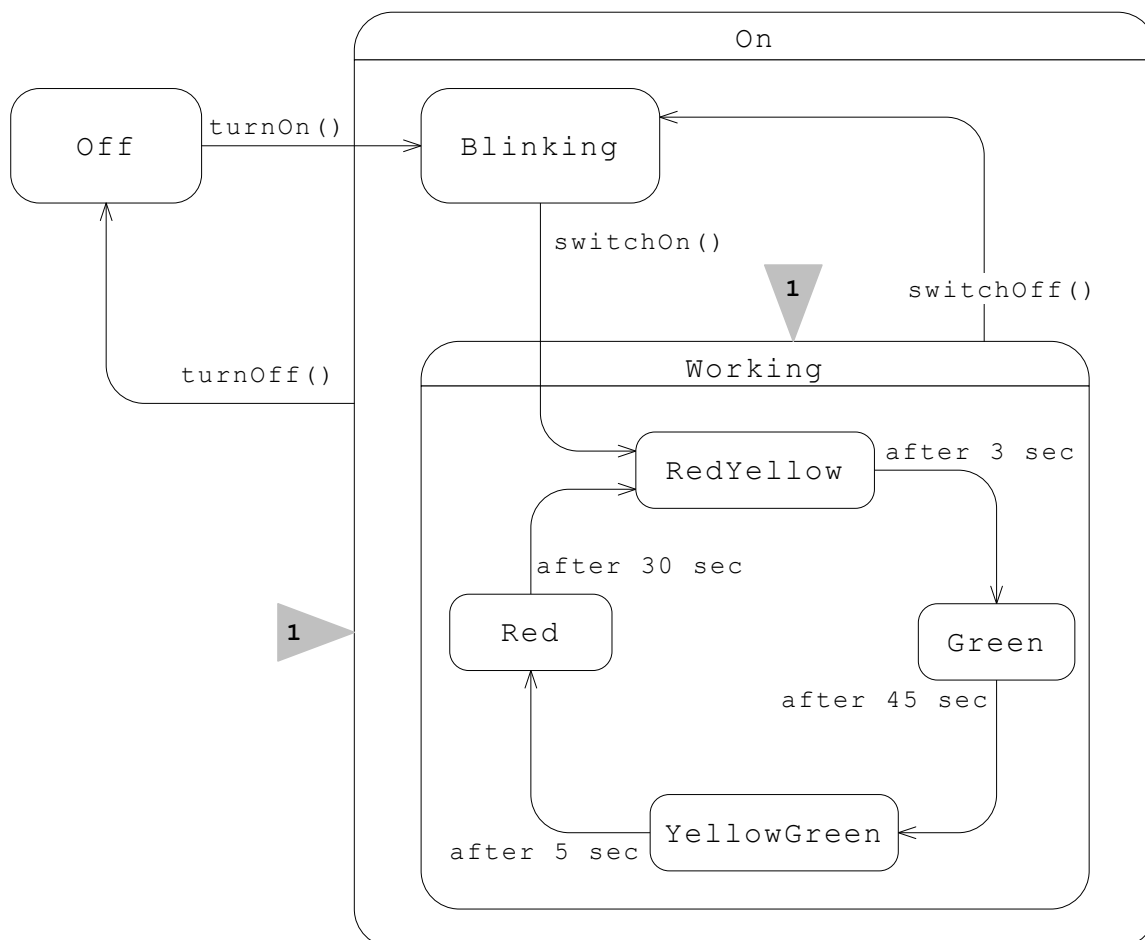 On
Off
turnOn()
Blinking
switchOn()
1
switchOff()
turnOff()
Working
RedYellow
after 3 sec
after 30 sec
1
Red
Green
after 45 sec
YellowGreen
after 5 sec